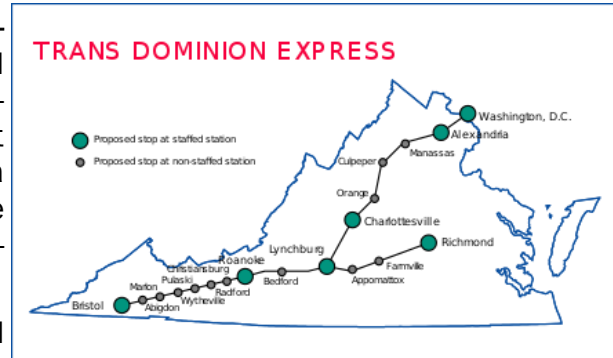 TRANS DOMINION EXPRESS
Proposed stop at staffed station
Proposed stop at non-staffed station
Washington, D.C.
Alexandria
Manassas
Culpeper
Orange
Charlottesville
Richmond
Lynchburg
Farmville
Appomattox
Roanoke
Bedford
Christiansburg
Radford
Pulaski
Wytheville
Marion
Abigdon
Bristol